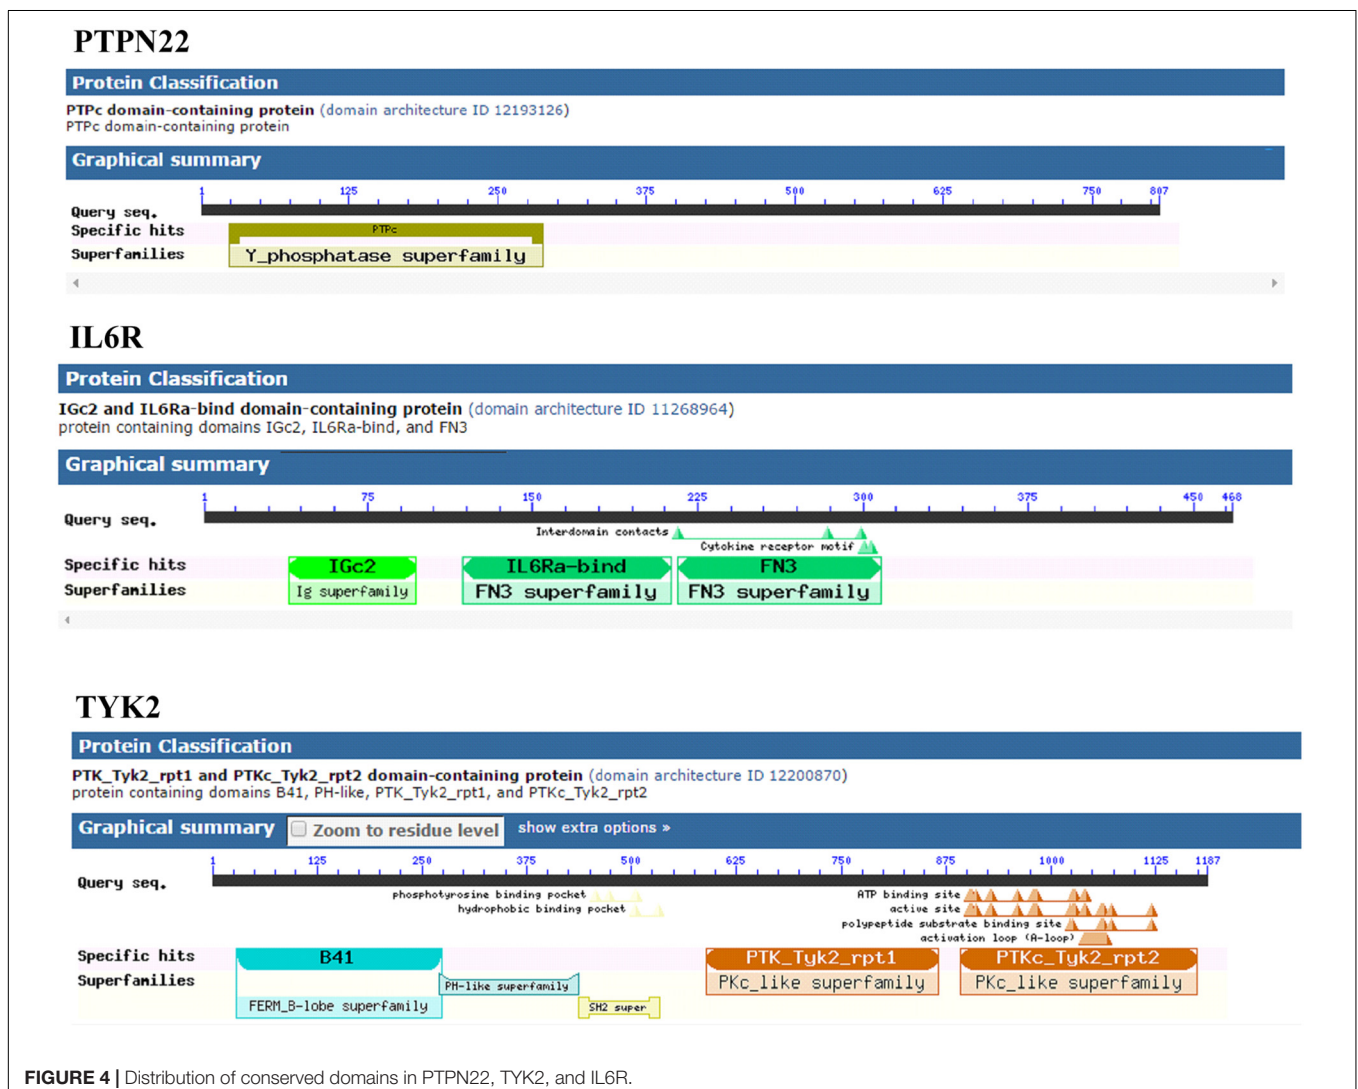 PTPN22
Protein Classification
PTPc domain-containing protein (domain architecture ID 12193126)
PTPc domain-containing protein
Graphical summary
1 125 250 375 500 625 750 807
Query seq.
Specific hits PTPc
Superfamilies Y_phosphatase superfamily
IL6R
Protein Classification
IGc2 and IL6Ra-bind domain-containing protein (domain architecture ID 11268964)
protein containing domains IGc2, IL6Ra-bind, and FN3
Graphical summary
1 75 150 225 300 375 450 468
Query seq.
Interdomain contacts
Cytokine receptor motif
Specific hits IGc2 IL6Ra-bind FN3
Superfamilies Ig superfamily FN3 superfamily FN3 superfamily
TYK2
Protein Classification
PTK_Tyk2_rpt1 and PTKc_Tyk2_rpt2 domain-containing protein (domain architecture ID 12200870)
protein containing domains B41, PH-like, PTK_Tyk2_rpt1, and PTKc_Tyk2_rpt2
Graphical summary Zoom to residue level show extra options »
1 125 250 375 500 625 750 875 1000 1125 1187
Query seq.
phosphotyrosine binding pocket ATP binding site
hydrophobic binding pocket active site
polypeptide substrate binding site
activation loop (A-loop)
Specific hits B41 PTK_Tyk2_rpt1 PTKc_Tyk2_rpt2
Superfamilies PH-like superfamily PKc_like superfamily PKc_like superfamily
FERM_B-lobe superfamily SH2 super
FIGURE 4 | Distribution of conserved domains in PTPN22, TYK2, and IL6R.